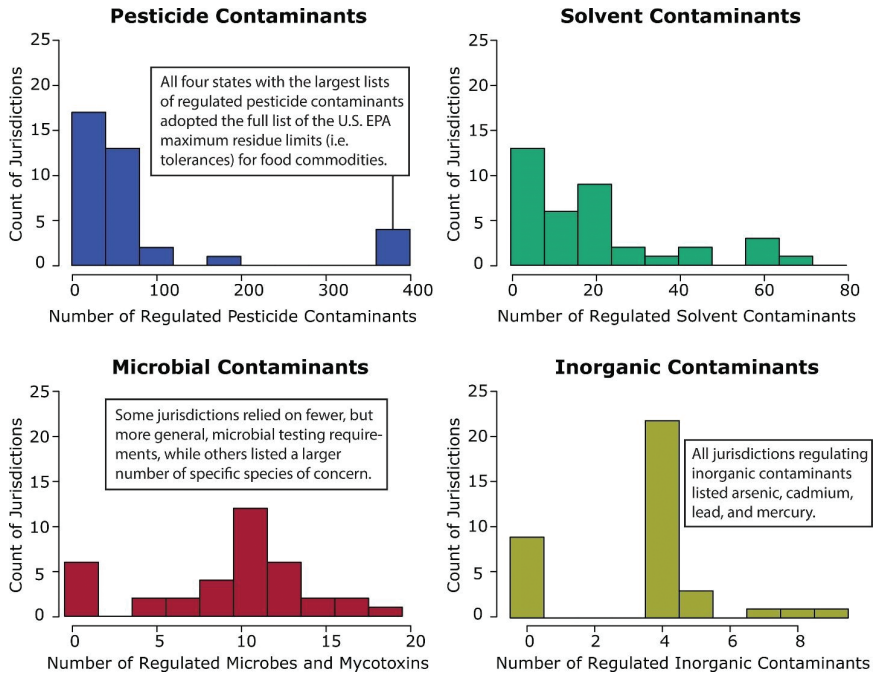 Pesticide Contaminants
25
20
15
10
5
0
Count of Jurisdictions
All four states with the largest lists
of regulated pesticide contaminants
adopted the full list of the U.S. EPA
maximum residue limits (i.e.
tolerances) for food commodities.
0 100 200 300 400
Number of Regulated Pesticide Contaminants
Solvent Contaminants
25
20
15
10
5
0
Count of Jurisdictions
0 20 40 60 80
Number of Regulated Solvent Contaminants
Microbial Contaminants
25
20
15
10
5
0
Count of Jurisdictions
Some jurisdictions relied on fewer, but
more general, microbial testing require-
ments, while others listed a larger
number of specific species of concern.
0 5 10 15 20
Number of Regulated Microbes and Mycotoxins
Inorganic Contaminants
25
20
15
10
5
0
Count of Jurisdictions
All jurisdictions regulating
inorganic contaminants
listed arsenic, cadmium,
lead, and mercury.
0 2 4 6 8
Number of Regulated Inorganic Contaminants